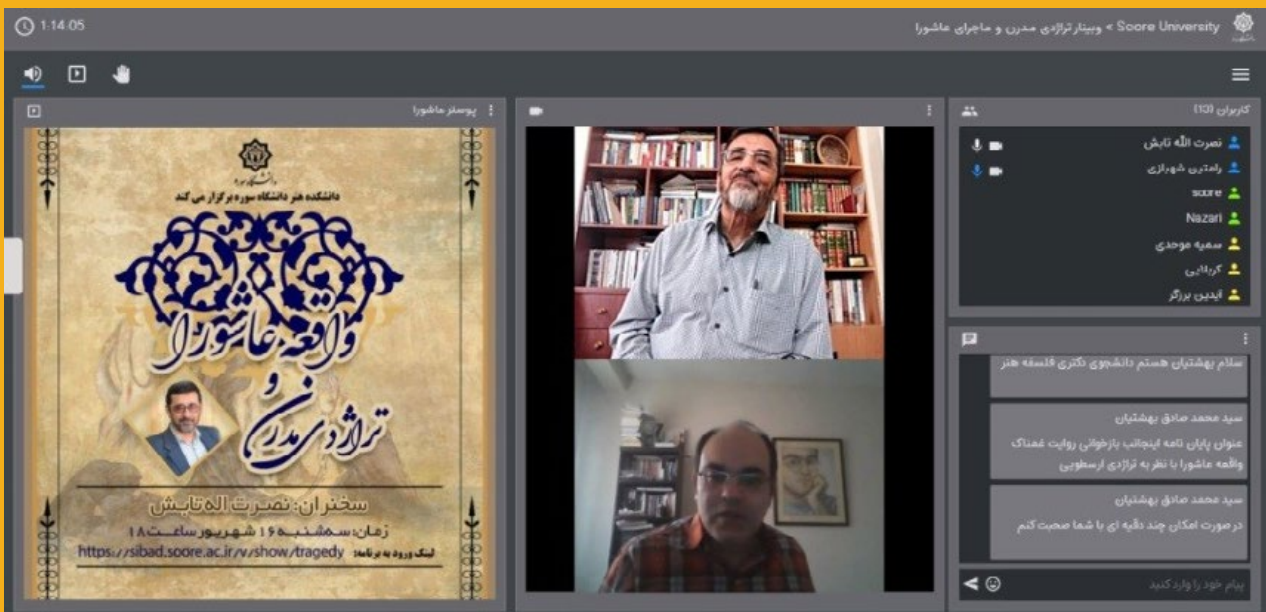 1:14:05
Soore University > وبینار تراژدی مدرن و ماجرای عاشورا
پوستر عاشورا
دانشگاه سوره
دانشکده هنر دانشگاه سوره برگزار می کند
واقعه عاشورا
و
تراژدی مدرن
سخنران: نصرت اله تابش
زمان: سه‌شنبه ۱۶ شهریور ساعت ۱۸
لینک ورود به برنامه: https://sibad.soore.ac.ir/v/show/tragedy
کاربران (13)
نصرت الله تابش
رامتین شهبازی
soore
Nazari
سمیه موحدی
کربلایی
آیدین برزگر
سلام بهشتیان هستم دانشجوی دکتری فلسفه هنر
سید محمد صادق بهشتیان
عنوان پایان نامه اینجانب بازخوانی روایت غمناک
واقعه عاشورا با نظر به تراژدی ارسطویی
سید محمد صادق بهشتیان
در صورت امکان چند دقیه ای با شما صحبت کنم
پیام خود را وارد کنید